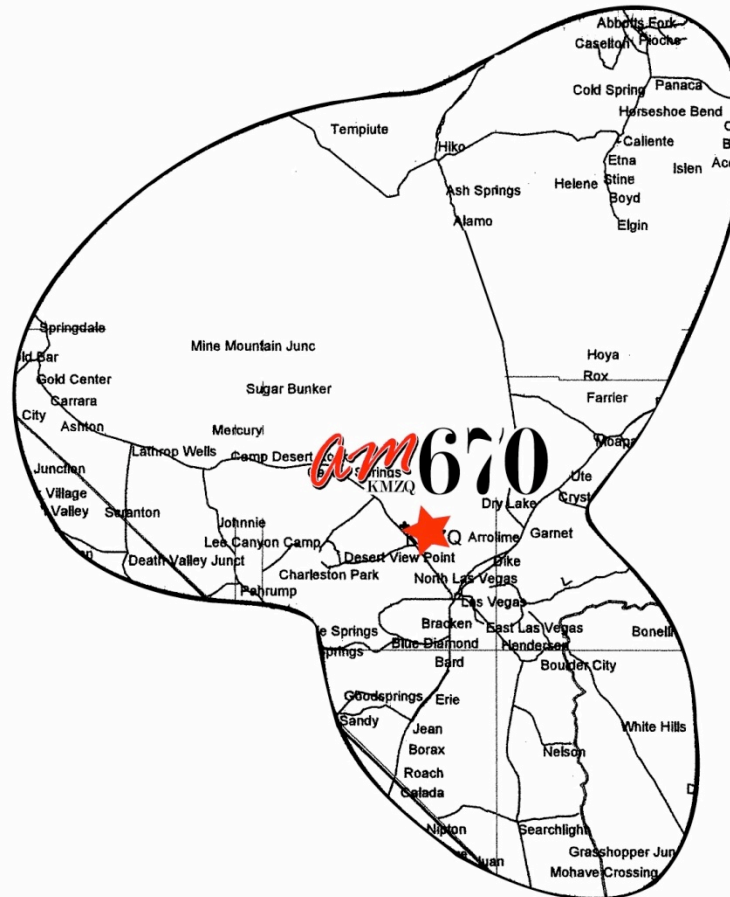 Abbotts Fork
Pioche
Caselton
Cold Spring
Panaca
Horseshoe Bend
Tempiute
Hiko
Caliente
Etna
Islen
Helene
Stine
Ash Springs
Boyd
Alamo
Elgin
Springdale
Mine Mountain Junc
Hoya
Gold Center
Rox
Sugar Bunker
Carrara
Farrier
City
Ashton
Mercury
Moapa
Lathrop Wells
Camp Desert
Springs
am 670
KMZQ
Junction
Ute
Village
Dry Lake
Valley
Scranton
Johnnie
Garnet
Arrolime
Lee Canyon Camp
Desert View Point
Death Valley Junct
Dike
Charleston Park
North Las Vegas
Pahrump
Las Vegas
Bracken
East Las Vegas
Springs
Blue Diamond
Henderson
Springs
Bard
Boulder City
Goodsprings
Erie
Sandy
Jean
White Hills
Borax
Nelson
Roach
Calada
Nipton
Searchlight
Grasshopper Jun
Mohave Crossing